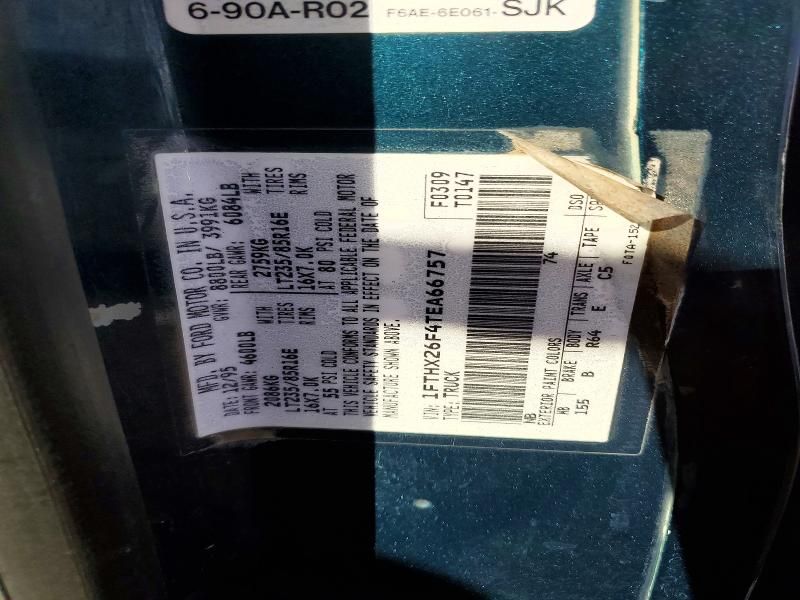 6-90A-R02 F6AE-6E061- SJK
MFD. BY FORD MOTOR CO. IN U.S.A.
DATE: 12/95 GVWR: 8800LB/ 3991KG
FRONT GAWR: 4600LB REAR GAWR: 6084LB
2086KG WITH 2759KG WITH
LT235/85R16E TIRES LT235/85R16E TIRES
16X7.0K RIMS 16X7.0K RIMS
AT 55 PSI COLD AT 80 PSI COLD
THIS VEHICLE CONFORMS TO ALL APPLICABLE FEDERAL MOTOR
VEHICLE SAFETY STANDARDS IN EFFECT ON THE DATE OF
MANUFACTURE SHOWN ABOVE.
VIN: 1FTHX26F4TEA66757 F0309
TYPE: TRUCK T0147
NB 74
EXTERIOR PAINT COLORS DSO
WB BRAKE BODY TRANS AXLE TAPE
155 B R64 E C5